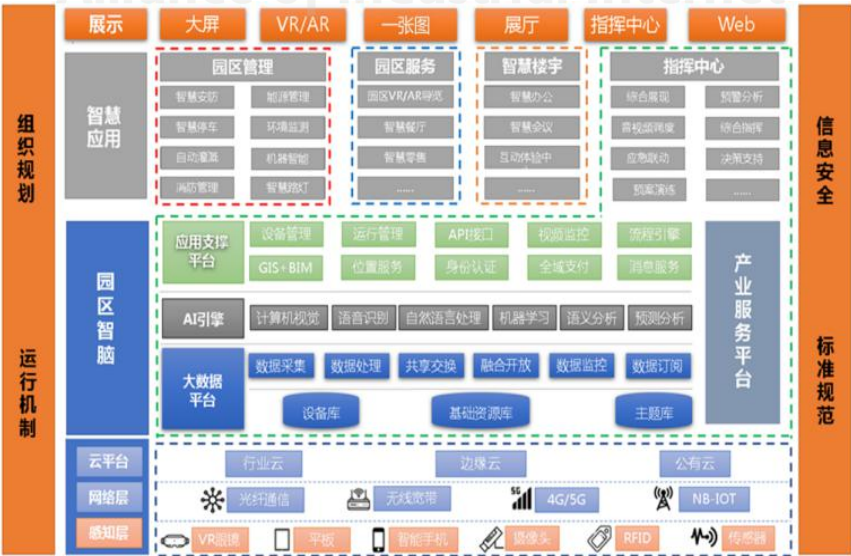 展示 大屏 VR/AR 一张图 展厅 指挥中心 Web
组织规划
运行机制
信息安全
标准规范
智慧应用
园区管理
智慧安防 能源管理
智慧停车 环境监测
自动灌溉 机器智能
消防管理 智慧路灯
园区服务
园区VR/AR导览
智慧餐厅
智慧零售
......
智慧楼宇
智慧办公
智慧会议
互动体验中
......
指挥中心
综合展现 预警分析
音视频调度 综合指挥
应急联动 决策支持
预案演练 ......
园区智脑
应用支撑
平台
设备管理 运行管理 API接口 视频监控 流程引擎
GIS+BIM 位置服务 身份认证 全域支付 消息服务
AI引擎 计算机视觉 语音识别 自然语言处理 机器学习 语义分析 预测分析
大数据
平台
数据采集 数据处理 共享交换 融合开放 数据监控 数据订阅
设备库 基础资源库 主题库
产业服务平台
云平台 行业云 边缘云 公有云
网络层 光纤通信 无线宽带 5G 4G/5G NB-IOT
感知层 VR眼镜 平板 智能手机 摄像头 RFID 传感器